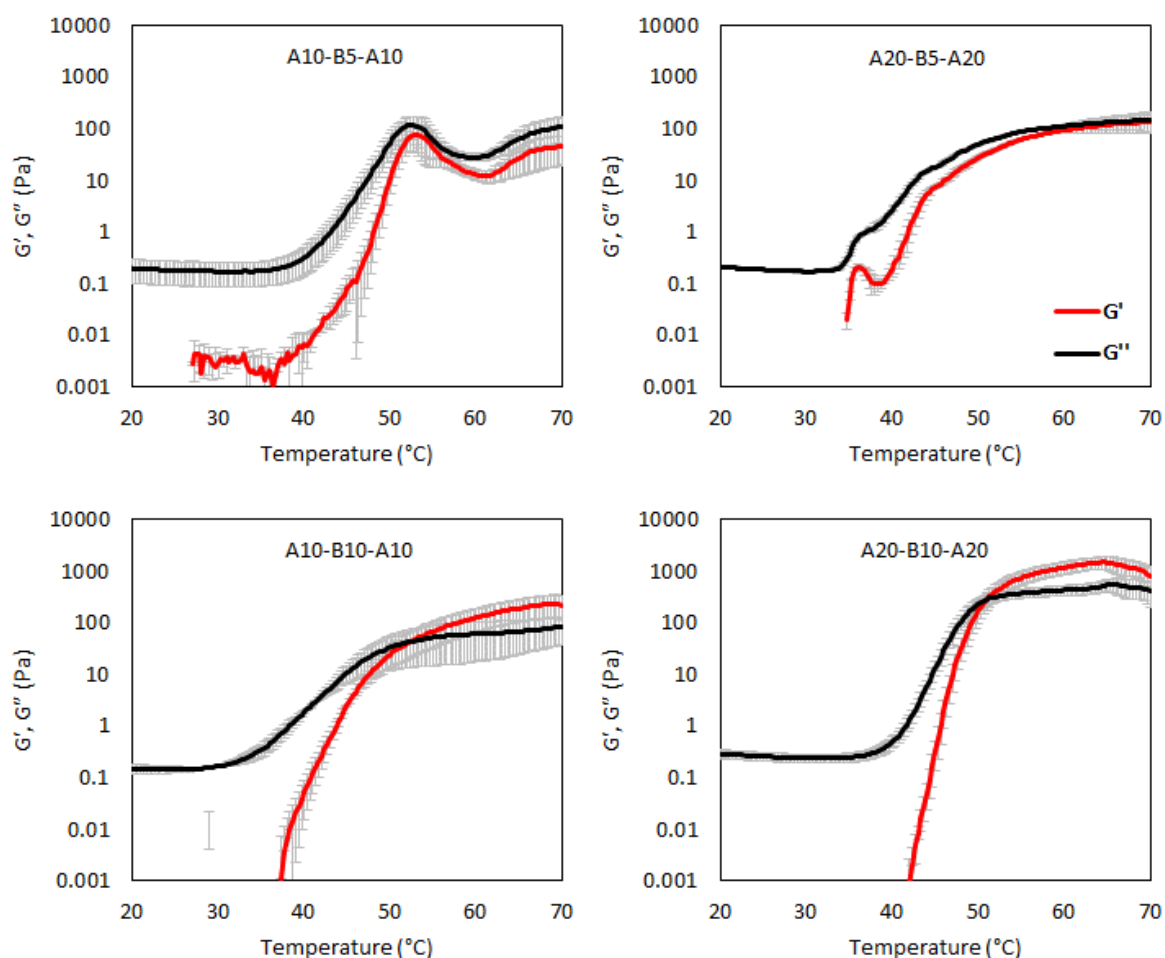 A10-B5-A10
10000
1000
100
10
1
0.1
0.01
0.001
G′, G″ (Pa)
20 30 40 50 60 70
Temperature (°C)
A20-B5-A20
10000
1000
100
10
1
0.1
0.01
0.001
G′, G″ (Pa)
G'
G''
20 30 40 50 60 70
Temperature (°C)
A10-B10-A10
10000
1000
100
10
1
0.1
0.01
0.001
G′, G″ (Pa)
20 30 40 50 60 70
Temperature (°C)
A20-B10-A20
10000
1000
100
10
1
0.1
0.01
0.001
G′, G″ (Pa)
20 30 40 50 60 70
Temperature (°C)